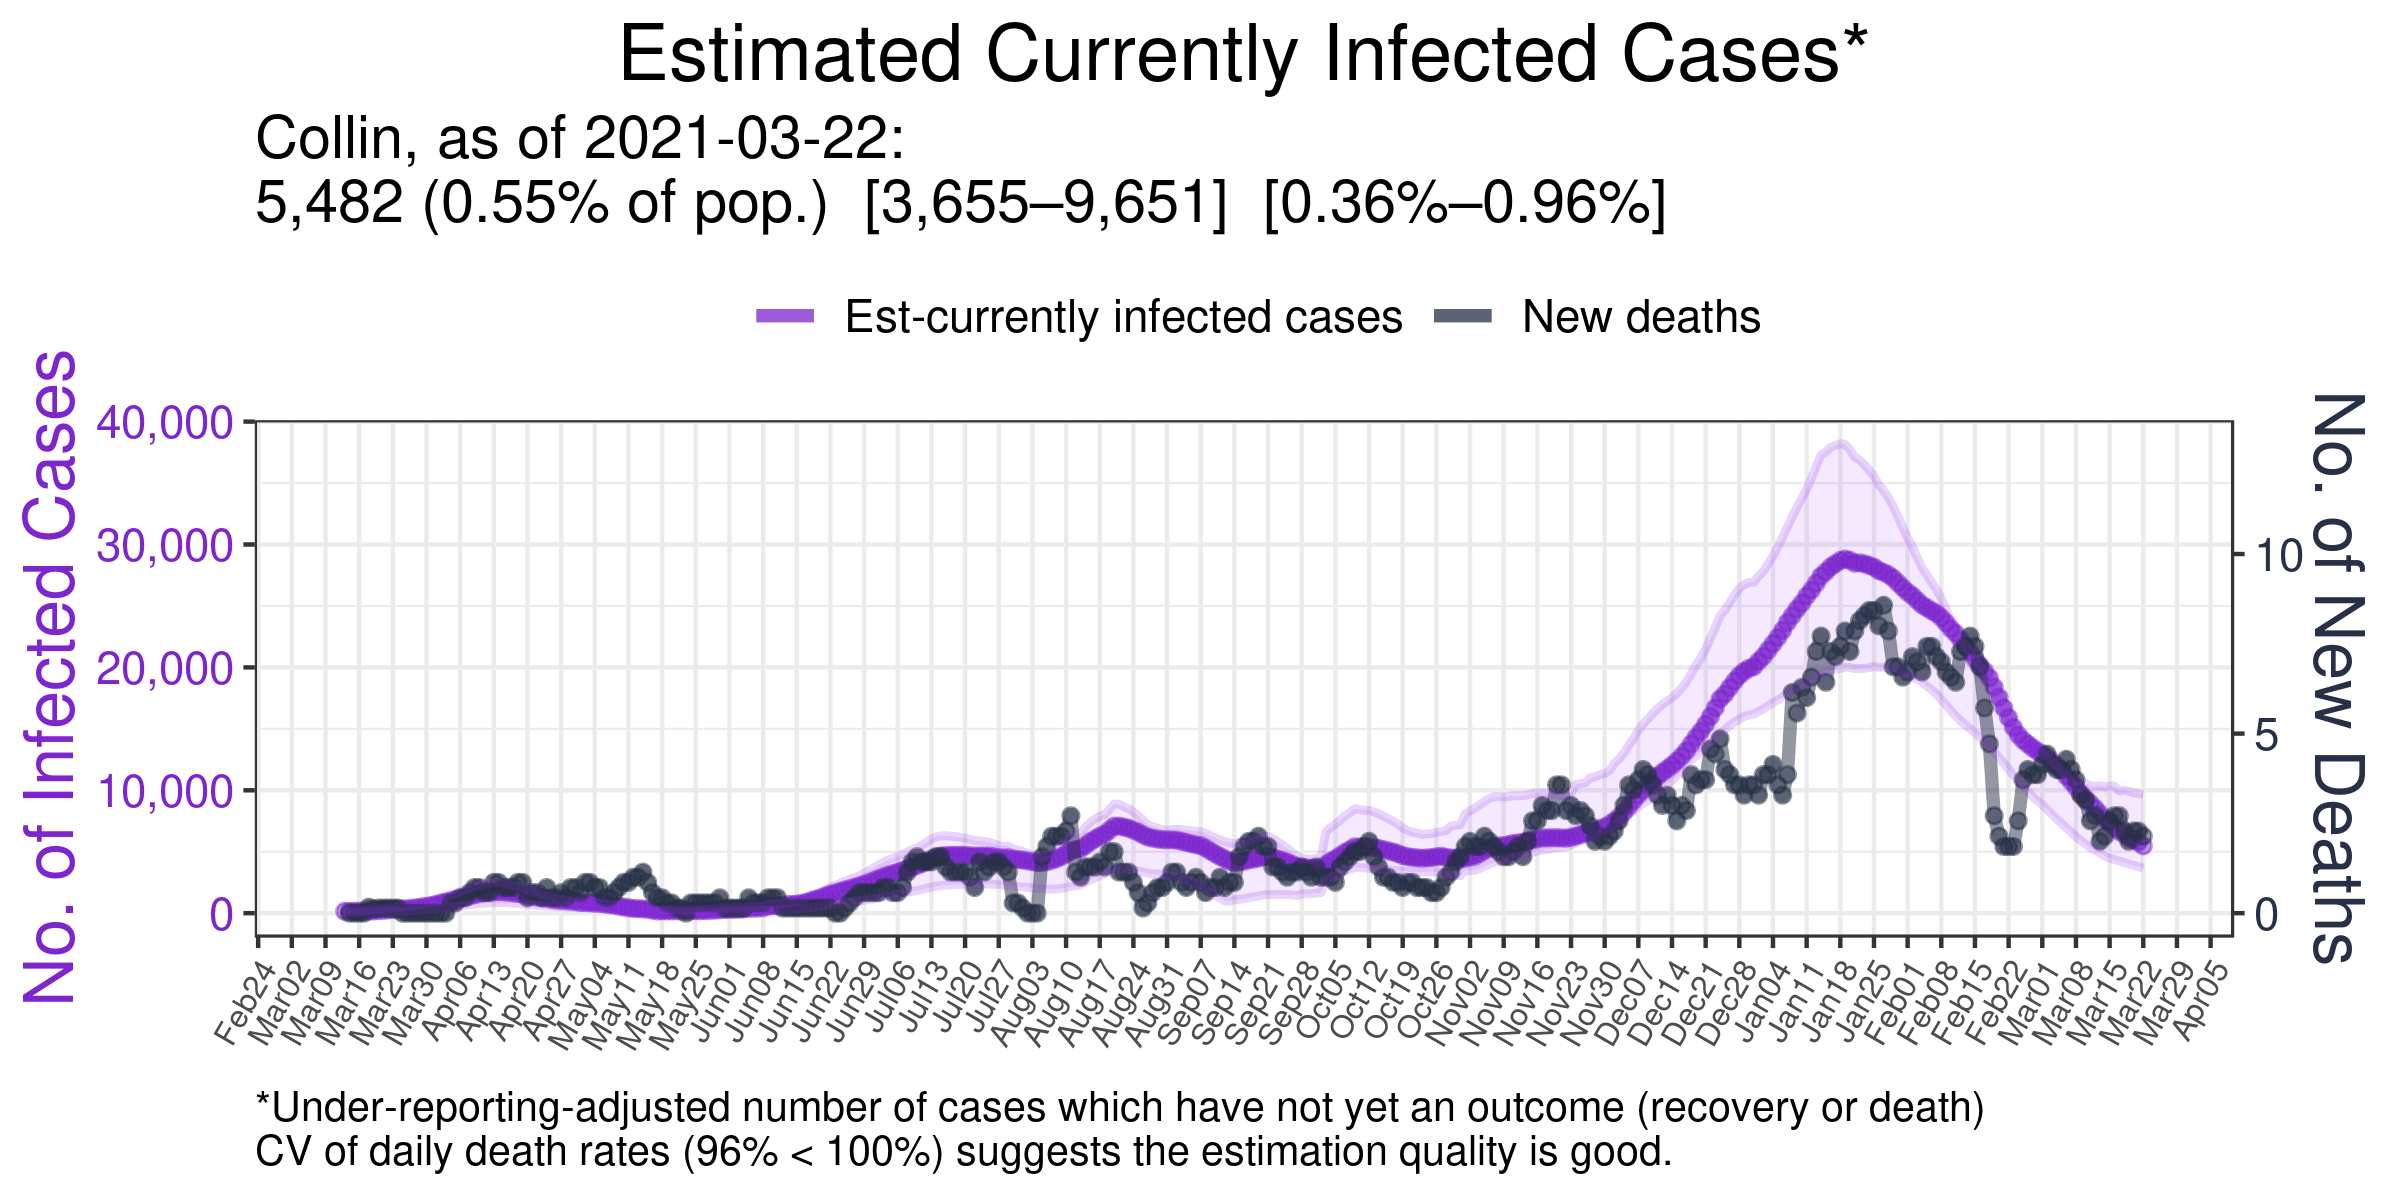 Estimated Currently Infected Cases*
Collin, as of 2021-03-22:
5,482 (0.55% of pop.) [3,655–9,651] [0.36%–0.96%]
Est-currently infected cases New deaths
No. of Infected Cases
40,000
30,000
20,000
10,000
0
10
5
0
No. of New Deaths
Feb24 Mar02 Mar09 Mar16 Mar23 Mar30 Apr06 Apr13 Apr20 Apr27 May04 May11 May18 May25 Jun01 Jun08 Jun15 Jun22 Jun29 Jul06 Jul13 Jul20 Jul27 Aug03 Aug10 Aug17 Aug24 Aug31 Sep07 Sep14 Sep21 Sep28 Oct05 Oct12 Oct19 Oct26 Nov02 Nov09 Nov16 Nov23 Nov30 Dec07 Dec14 Dec21 Dec28 Jan04 Jan11 Jan18 Jan25 Feb01 Feb08 Feb15 Feb22 Mar01 Mar08 Mar15 Mar22 Mar29 Apr05
*Under-reporting-adjusted number of cases which have not yet an outcome (recovery or death)
CV of daily death rates (96% < 100%) suggests the estimation quality is good.